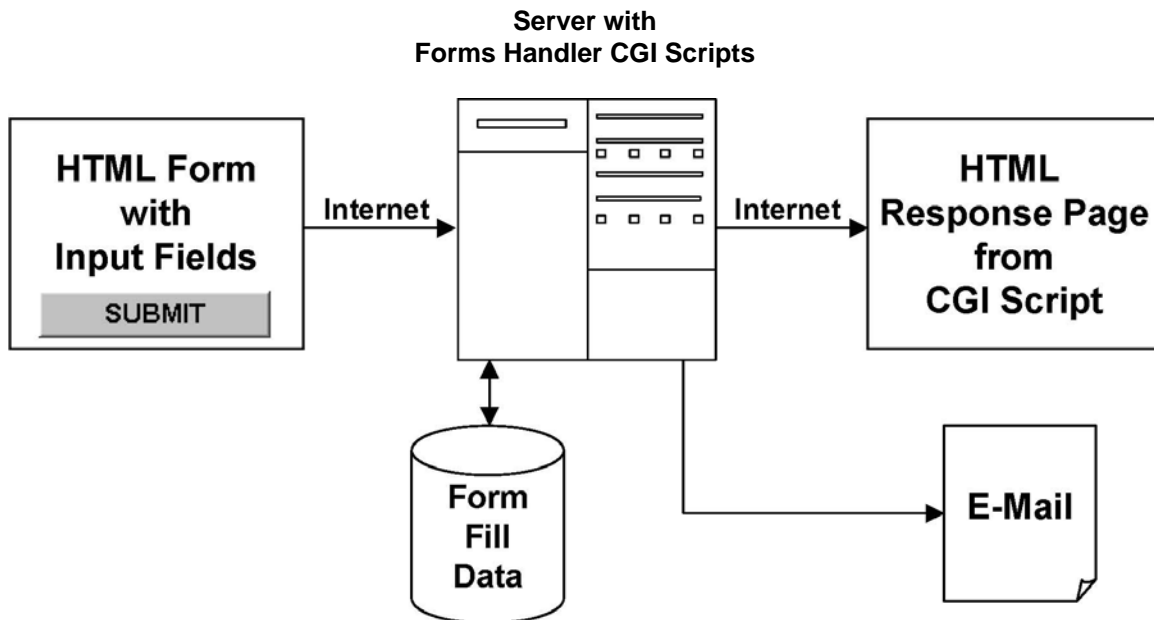 Server with
Forms Handler CGI Scripts
HTML Form
with
Input Fields
SUBMIT
Internet
Internet
HTML
Response Page
from
CGI Script
Form
Fill
Data
E-Mail